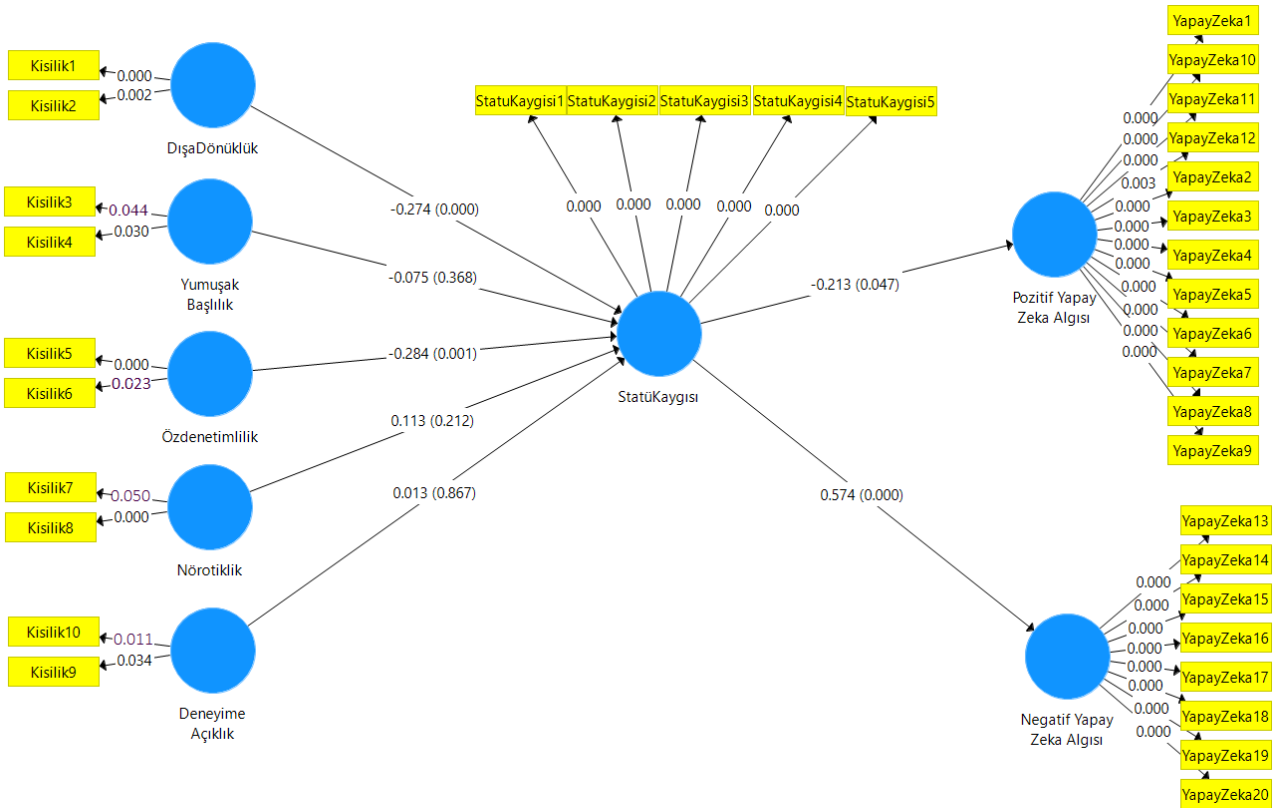 Kisilik1
Kisilik2
0.000
0.002
DışaDönüklük
Kisilik3
Kisilik4
0.044
0.030
Yumuşak
Başlılık
Kisilik5
Kisilik6
0.000
0.023
Özdenetimlilik
Kisilik7
Kisilik8
0.050
0.000
Nörotiklik
Kisilik10
Kisilik9
0.011
0.034
Deneyime
Açıklık
-0.274 (0.000)
-0.075 (0.368)
-0.284 (0.001)
0.113 (0.212)
0.013 (0.867)
StatuKaygisi1
StatuKaygisi2
StatuKaygisi3
StatuKaygisi4
StatuKaygisi5
0.000
0.000
0.000
0.000
0.000
StatüKaygısı
-0.213 (0.047)
0.574 (0.000)
Pozitif Yapay
Zeka Algısı
0.000
0.000
0.000
0.003
0.000
0.000
0.000
0.000
0.000
0.000
0.000
0.000
YapayZeka1
YapayZeka10
YapayZeka11
YapayZeka12
YapayZeka2
YapayZeka3
YapayZeka4
YapayZeka5
YapayZeka6
YapayZeka7
YapayZeka8
YapayZeka9
Negatif Yapay
Zeka Algısı
0.000
0.000
0.000
0.000
0.000
0.000
0.000
0.000
YapayZeka13
YapayZeka14
YapayZeka15
YapayZeka16
YapayZeka17
YapayZeka18
YapayZeka19
YapayZeka20